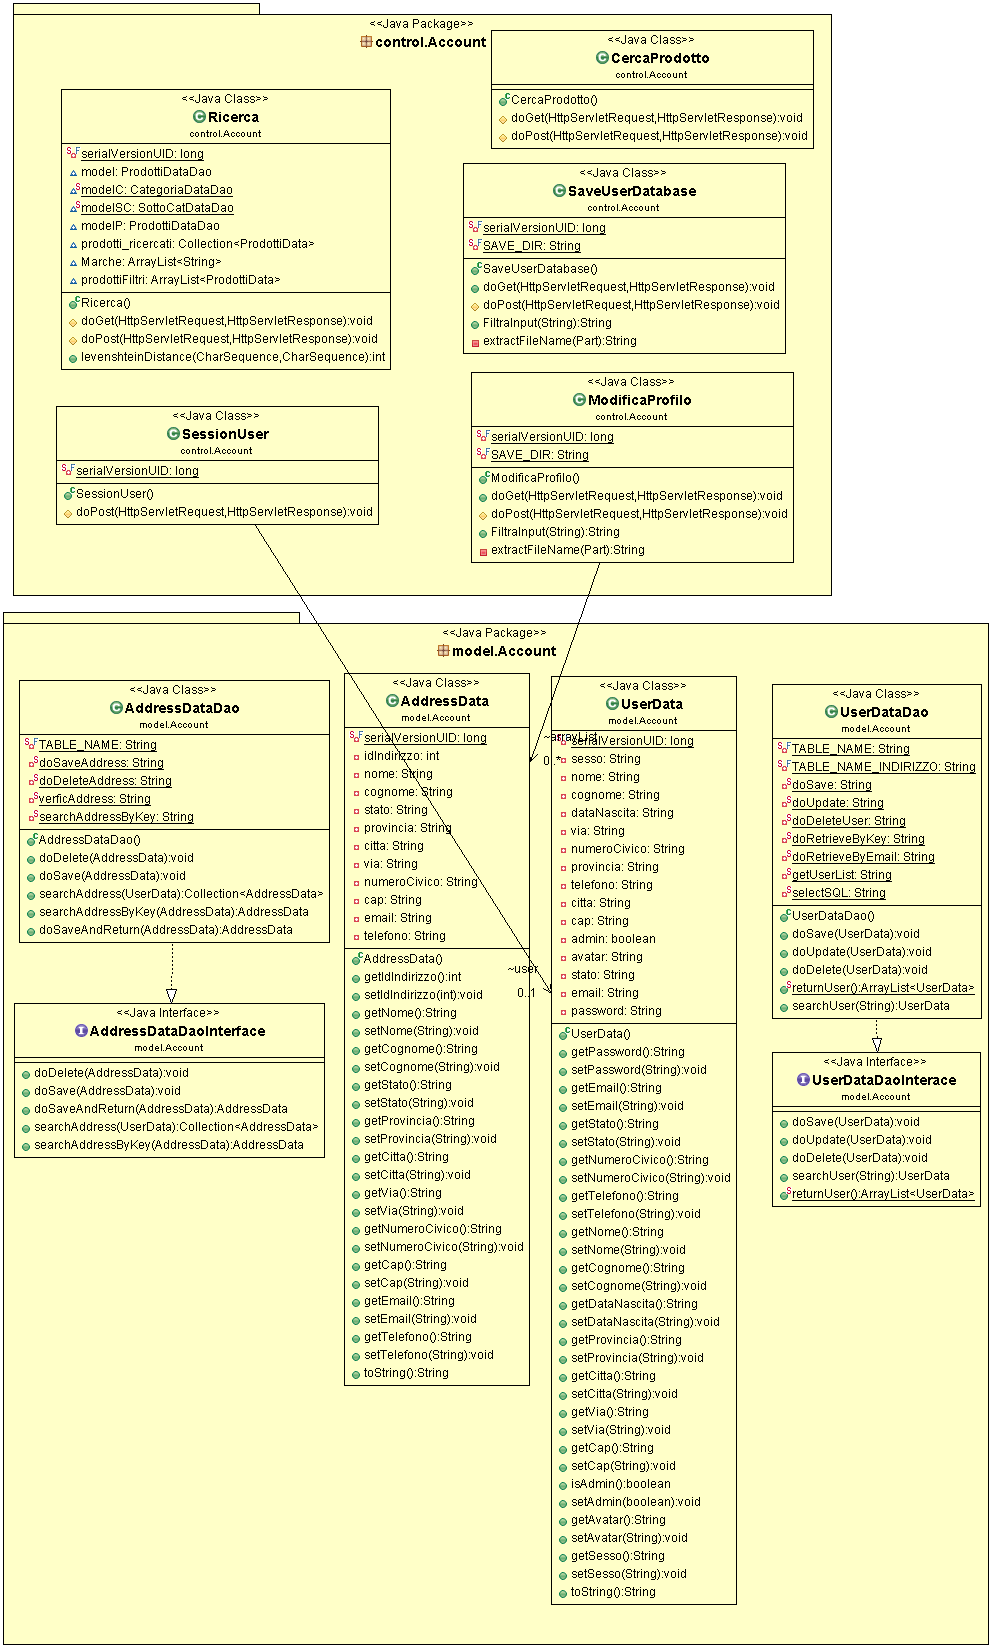 <<Java Package>>
control.Account
<<Java Class>>
CercaProdotto
control.Account
CercaProdotto()
doGet(HttpServletRequest,HttpServletResponse):void
doPost(HttpServletRequest,HttpServletResponse):void
<<Java Class>>
Ricerca
control.Account
serialVersionUID: long
model: ProdottiDataDao
modelC: CategoriaDataDao
modelSC: SottoCatDataDao
modelP: ProdottiDataDao
prodotti_ricercati: Collection<ProdottiData>
Marche: ArrayList<String>
prodottiFiltri: ArrayList<ProdottiData>
Ricerca()
doGet(HttpServletRequest,HttpServletResponse):void
doPost(HttpServletRequest,HttpServletResponse):void
levenshteinDistance(CharSequence,CharSequence):int
<<Java Class>>
SaveUserDatabase
control.Account
serialVersionUID: long
SAVE_DIR: String
SaveUserDatabase()
doGet(HttpServletRequest,HttpServletResponse):void
doPost(HttpServletRequest,HttpServletResponse):void
FiltraInput(String):String
extractFileName(Part):String
<<Java Class>>
ModificaProfilo
control.Account
serialVersionUID: long
SAVE_DIR: String
ModificaProfilo()
doGet(HttpServletRequest,HttpServletResponse):void
doPost(HttpServletRequest,HttpServletResponse):void
FiltraInput(String):String
extractFileName(Part):String
<<Java Class>>
SessionUser
control.Account
serialVersionUID: long
SessionUser()
doPost(HttpServletRequest,HttpServletResponse):void
<<Java Package>>
model.Account
<<Java Class>>
AddressDataDao
model.Account
TABLE_NAME: String
doSaveAddress: String
doDeleteAddress: String
verficAddress: String
searchAddressByKey: String
AddressDataDao()
doDelete(AddressData):void
doSave(AddressData):void
searchAddress(UserData):Collection<AddressData>
searchAddressByKey(AddressData):AddressData
doSaveAndReturn(AddressData):AddressData
<<Java Interface>>
AddressDataDaoInterface
model.Account
doDelete(AddressData):void
doSave(AddressData):void
doSaveAndReturn(AddressData):AddressData
searchAddress(UserData):Collection<AddressData>
searchAddressByKey(AddressData):AddressData
<<Java Class>>
AddressData
model.Account
serialVersionUID: long
idIndirizzo: int
nome: String
cognome: String
stato: String
provincia: String
citta: String
via: String
numeroCivico: String
cap: String
email: String
telefono: String
AddressData()
getIdIndirizzo():int
setIdIndirizzo(int):void
getNome():String
setNome(String):void
getCognome():String
setCognome(String):void
getStato():String
setStato(String):void
getProvincia():String
setProvincia(String):void
getCitta():String
setCitta(String):void
getVia():String
setVia(String):void
getNumeroCivico():String
setNumeroCivico(String):void
getCap():String
setCap(String):void
getEmail():String
setEmail(String):void
getTelefono():String
setTelefono(String):void
toString():String
~arrayList
0..*
~user
0..1
<<Java Class>>
UserData
model.Account
serialVersionUID: long
sesso: String
nome: String
cognome: String
dataNascita: String
via: String
numeroCivico: String
provincia: String
telefono: String
citta: String
cap: String
admin: boolean
avatar: String
stato: String
email: String
password: String
UserData()
getPassword():String
setPassword(String):void
getEmail():String
setEmail(String):void
getStato():String
setStato(String):void
getNumeroCivico():String
setNumeroCivico(String):void
getTelefono():String
setTelefono(String):void
getNome():String
setNome(String):void
getCognome():String
setCognome(String):void
getDataNascita():String
setDataNascita(String):void
getProvincia():String
setProvincia(String):void
getCitta():String
setCitta(String):void
getVia():String
setVia(String):void
getCap():String
setCap(String):void
isAdmin():boolean
setAdmin(boolean):void
getAvatar():String
setAvatar(String):void
getSesso():String
setSesso(String):void
toString():String
<<Java Class>>
UserDataDao
model.Account
TABLE_NAME: String
TABLE_NAME_INDIRIZZO: String
doSave: String
doUpdate: String
doDeleteUser: String
doRetrieveByKey: String
doRetrieveByEmail: String
getUserList: String
selectSQL: String
UserDataDao()
doSave(UserData):void
doUpdate(UserData):void
doDelete(UserData):void
returnUser():ArrayList<UserData>
searchUser(String):UserData
<<Java Interface>>
UserDataDaoInterace
model.Account
doSave(UserData):void
doUpdate(UserData):void
doDelete(UserData):void
searchUser(String):UserData
returnUser():ArrayList<UserData>